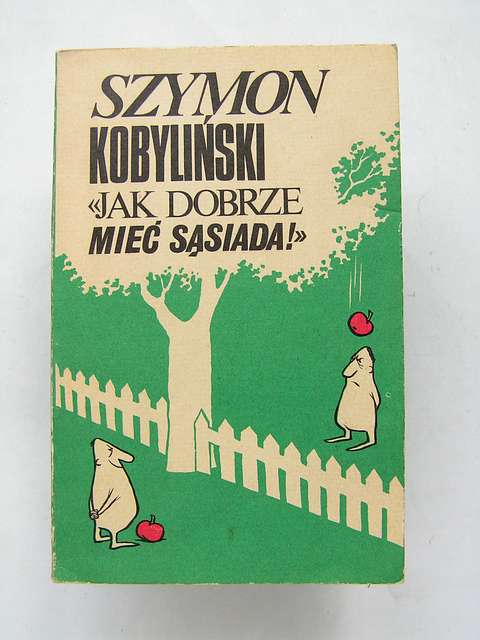 SZYMON
KOBYLIŃSKI
«JAK DOBRZE
MIEĆ SĄSIADA!»